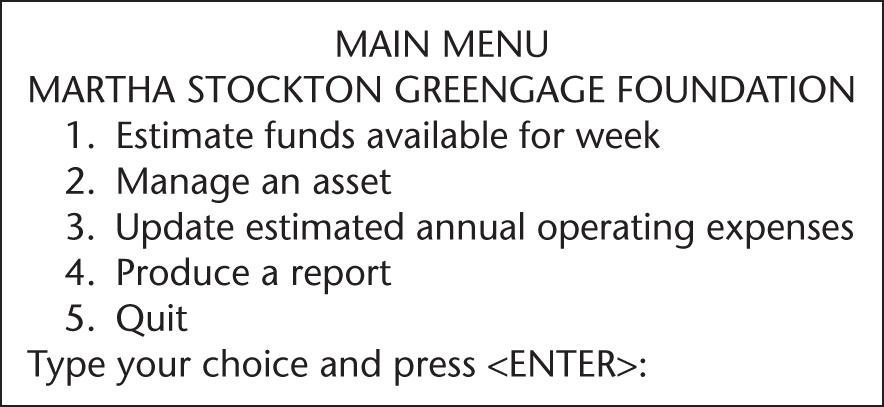 MAIN MENU
MARTHA STOCKTON GREENGAGE FOUNDATION
1. Estimate funds available for week
2. Manage an asset
3. Update estimated annual operating expenses
4. Produce a report
5. Quit
Type your choice and press <ENTER>: